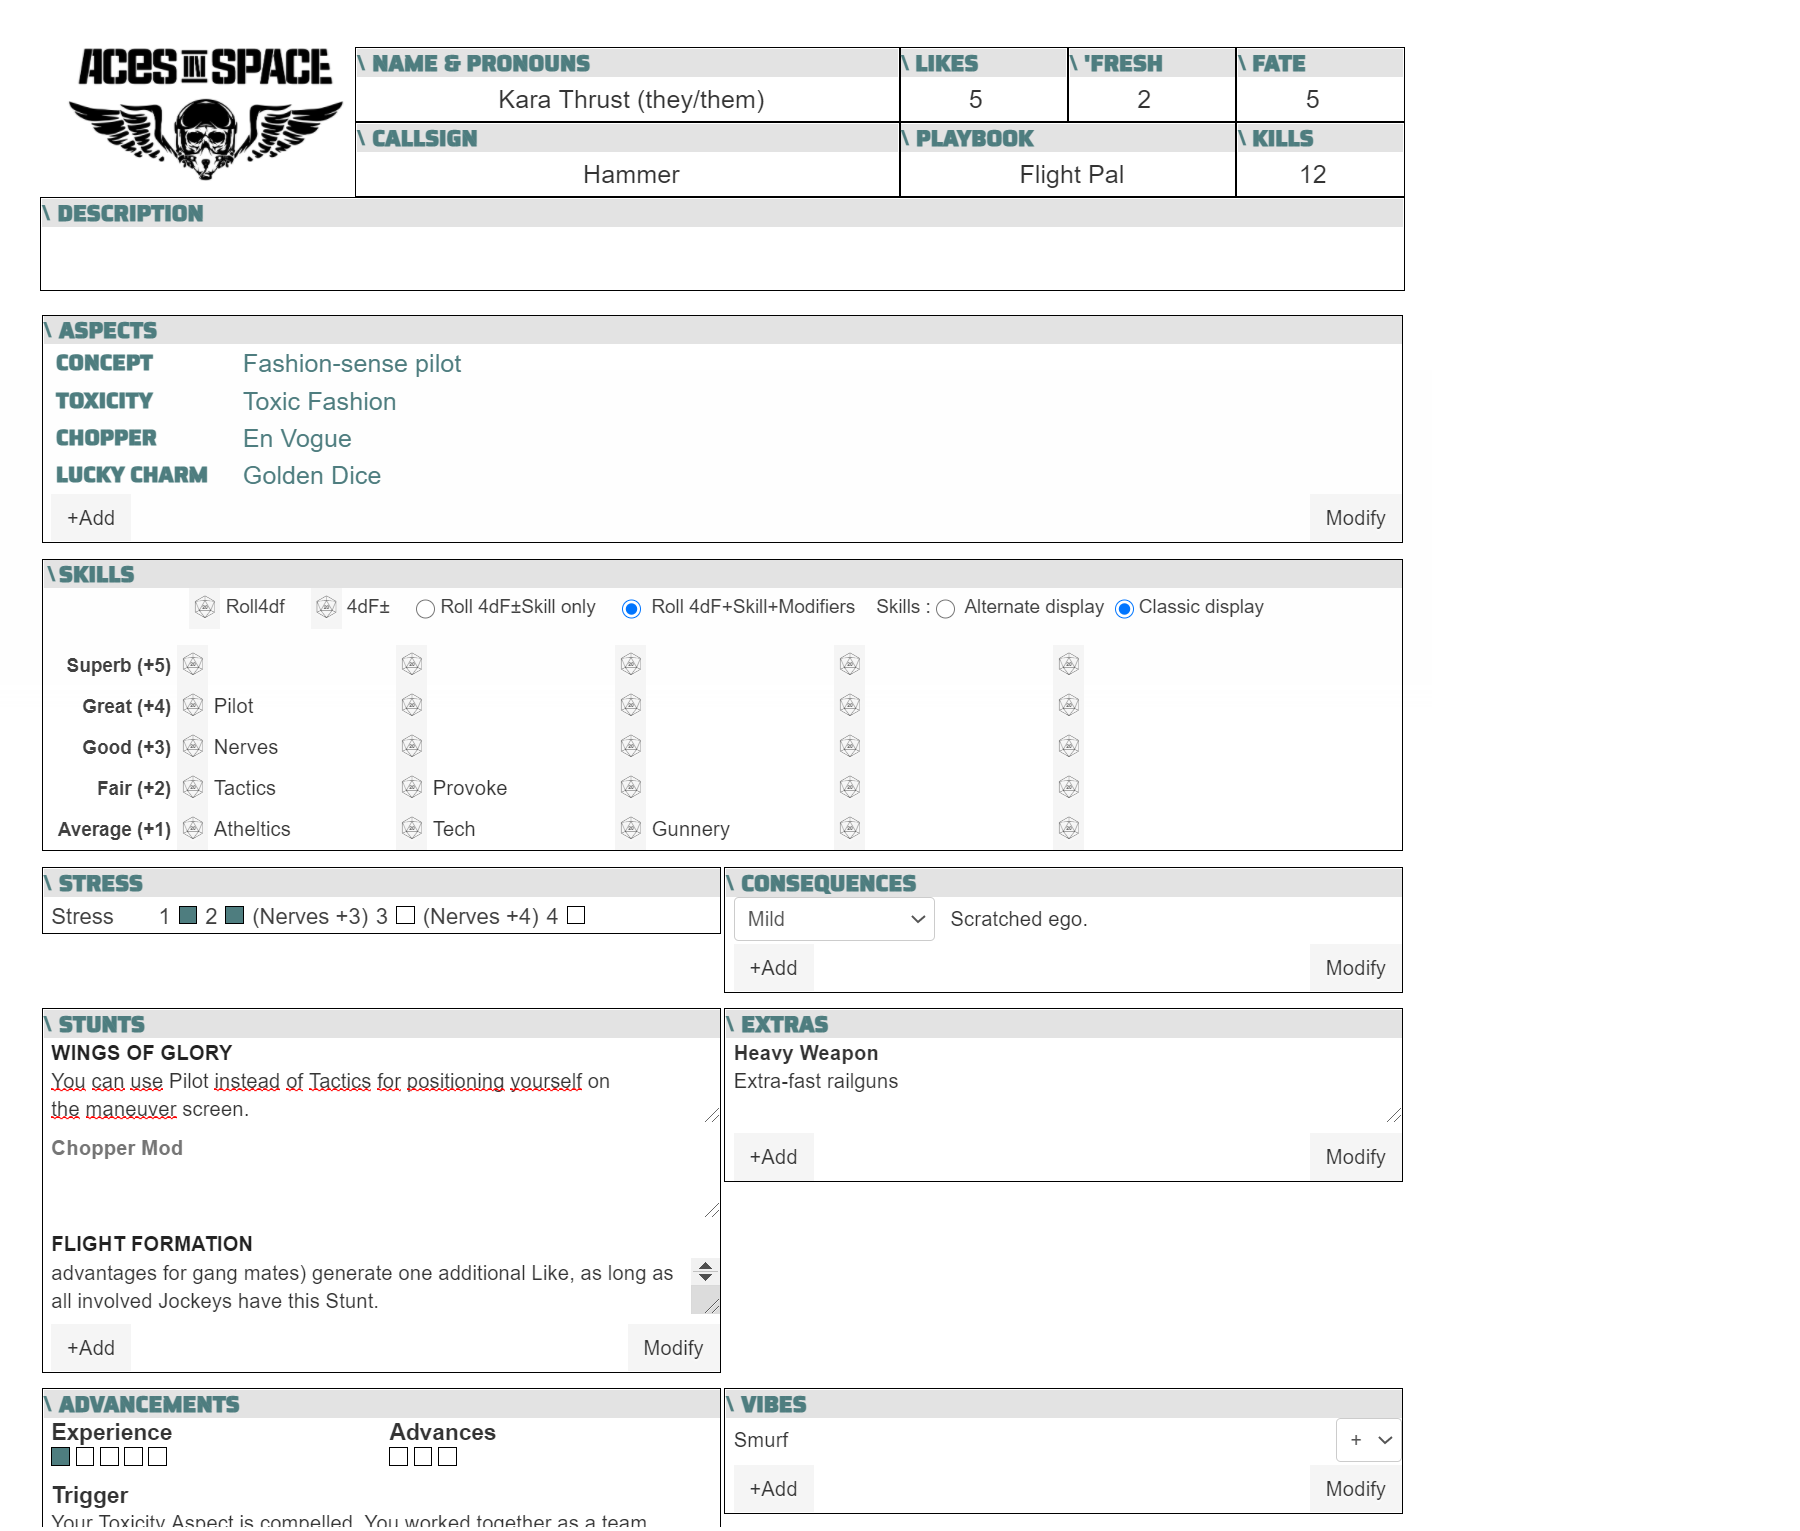 ACES IN SPACE
\ NAME & PRONOUNS
\ LIKES
\ 'FRESH
\ FATE
Kara Thrust (they/them)
5
2
5
\ CALLSIGN
\ PLAYBOOK
\ KILLS
Hammer
Flight Pal
12
\ DESCRIPTION
\ ASPECTS
CONCEPT Fashion-sense pilot
TOXICITY Toxic Fashion
CHOPPER En Vogue
LUCKY CHARM Golden Dice
+Add Modify
\SKILLS
Roll4df 4dF± Roll 4dF±Skill only Roll 4dF+Skill+Modifiers Skills : Alternate display Classic display
Superb (+5)
Great (+4) Pilot
Good (+3) Nerves
Fair (+2) Tactics Provoke
Average (+1) Atheltics Tech Gunnery
\ STRESS
Stress 1 2 (Nerves +3) 3 (Nerves +4) 4
\ CONSEQUENCES
Mild Scratched ego.
+Add Modify
\ STUNTS
WINGS OF GLORY
You can use Pilot instead of Tactics for positioning yourself on
the maneuver screen.
Chopper Mod
FLIGHT FORMATION
advantages for gang mates) generate one additional Like, as long as
all involved Jockeys have this Stunt.
+Add Modify
\ EXTRAS
Heavy Weapon
Extra-fast railguns
+Add Modify
\ ADVANCEMENTS
Experience Advances
Trigger
Your Toxicity Aspect is compelled. You worked together as a team
\ VIBES
Smurf +
+Add Modify